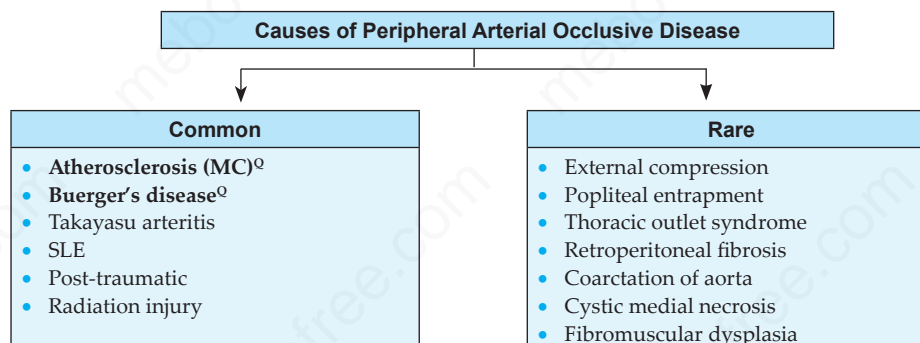 Causes of Peripheral Arterial Occlusive Disease
Common
• Atherosclerosis (MC)Q
• Buerger's diseaseQ
• Takayasu arteritis
• SLE
• Post-traumatic
• Radiation injury
Rare
• External compression
• Popliteal entrapment
• Thoracic outlet syndrome
• Retroperitoneal fibrosis
• Coarctation of aorta
• Cystic medial necrosis
• Fibromuscular dysplasia